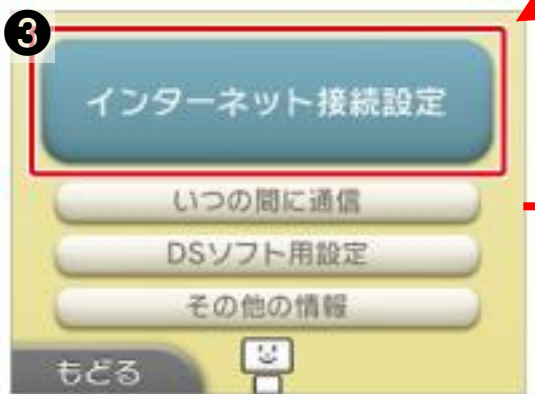 3
インターネット接続設定
いつの間に通信
DSソフト用設定
その他の情報
もどる